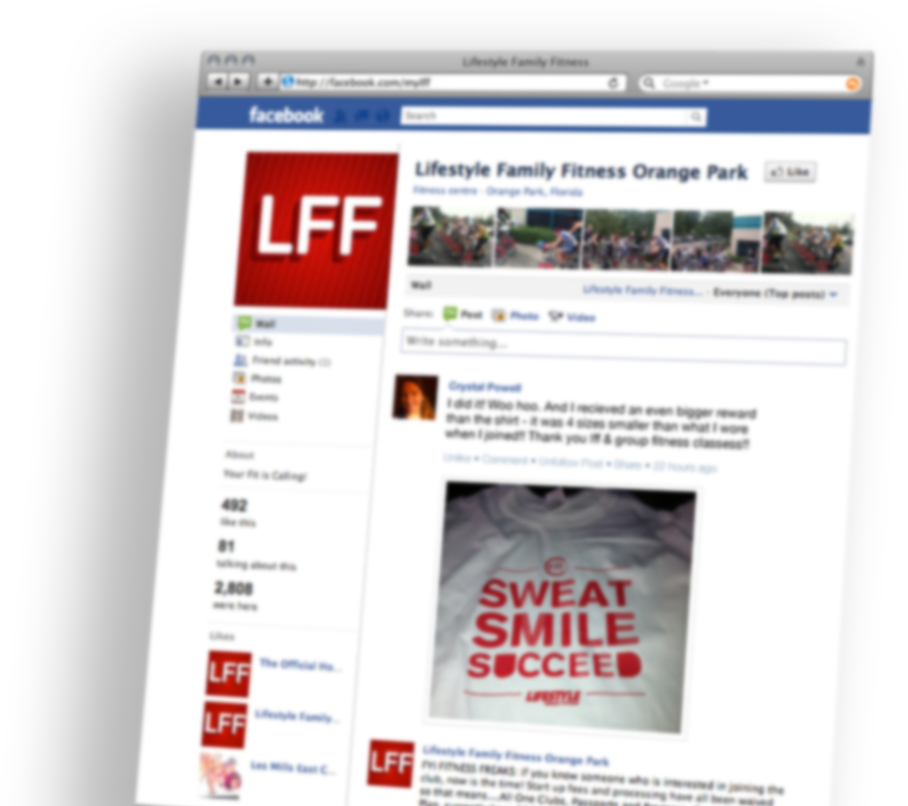 Lifestyle Family Fitness
http://facebook.com/mylff
Google
facebook
Search
LFF
Lifestyle Family Fitness Orange Park
Like
Fitness centre · Orange Park, Florida
Wall
Lifestyle Family Fitness... · Everyone (Top posts)
Share: Post Photo Video
Write something...
Wall
Info
Friend activity
Photos
Events
Videos
About
Your Fit is Calling!
492
like this
81
talking about this
2,808
were here
Likes
LFF The Official Ho...
LFF Lifestyle Family...
Les Mills East C...
Crystal Powell
I did it! Woo hoo. And I recieved an even bigger reward
than the shirt - it was 4 sizes smaller than what I wore
when I joined!! Thank you lff & group fitness classess!!
Unlike • Comment • Unfollow Post • Share • 22 hours ago
SWEAT
SMILE
SUCCEED
LIFESTYLE
LFF
Lifestyle Family Fitness Orange Park
FYI FITNESS FREAKS: if you know someone who is interested in joining the
club, now is the time! Start up fees and processing have all been waived
so that means....All One Clubs, Passports and